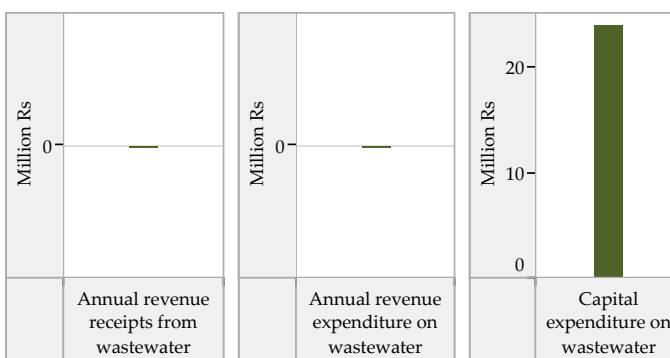 Million Rs
0
Annual revenue
receipts from
wastewater
Million Rs
0
Annual revenue
expenditure on
wastewater
Million Rs
20
10
0
Capital
expenditure on
wastewater